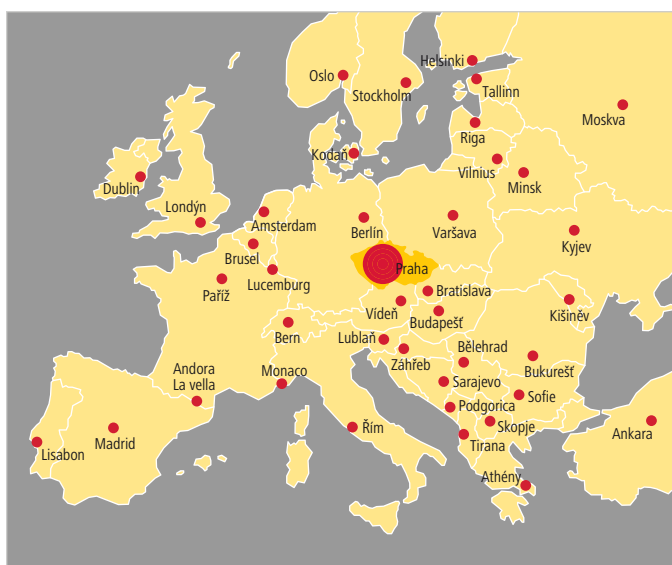 Helsinki
Oslo
Tallinn
Stockholm
Moskva
Riga
Kodaň
Vilnius
Minsk
Dublin
Londýn
Amsterdam
Berlín
Varšava
Kyjev
Brusel
Praha
Paříž
Lucemburg
Bratislava
Vídeň
Kišiněv
Budapešť
Bern
Lublaň
Bělehrad
Záhřeb
Bukurešť
Andora
La vella
Monaco
Sarajevo
Sofie
Podgorica
Skopje
Ankara
Řím
Madrid
Lisabon
Tirana
Athény